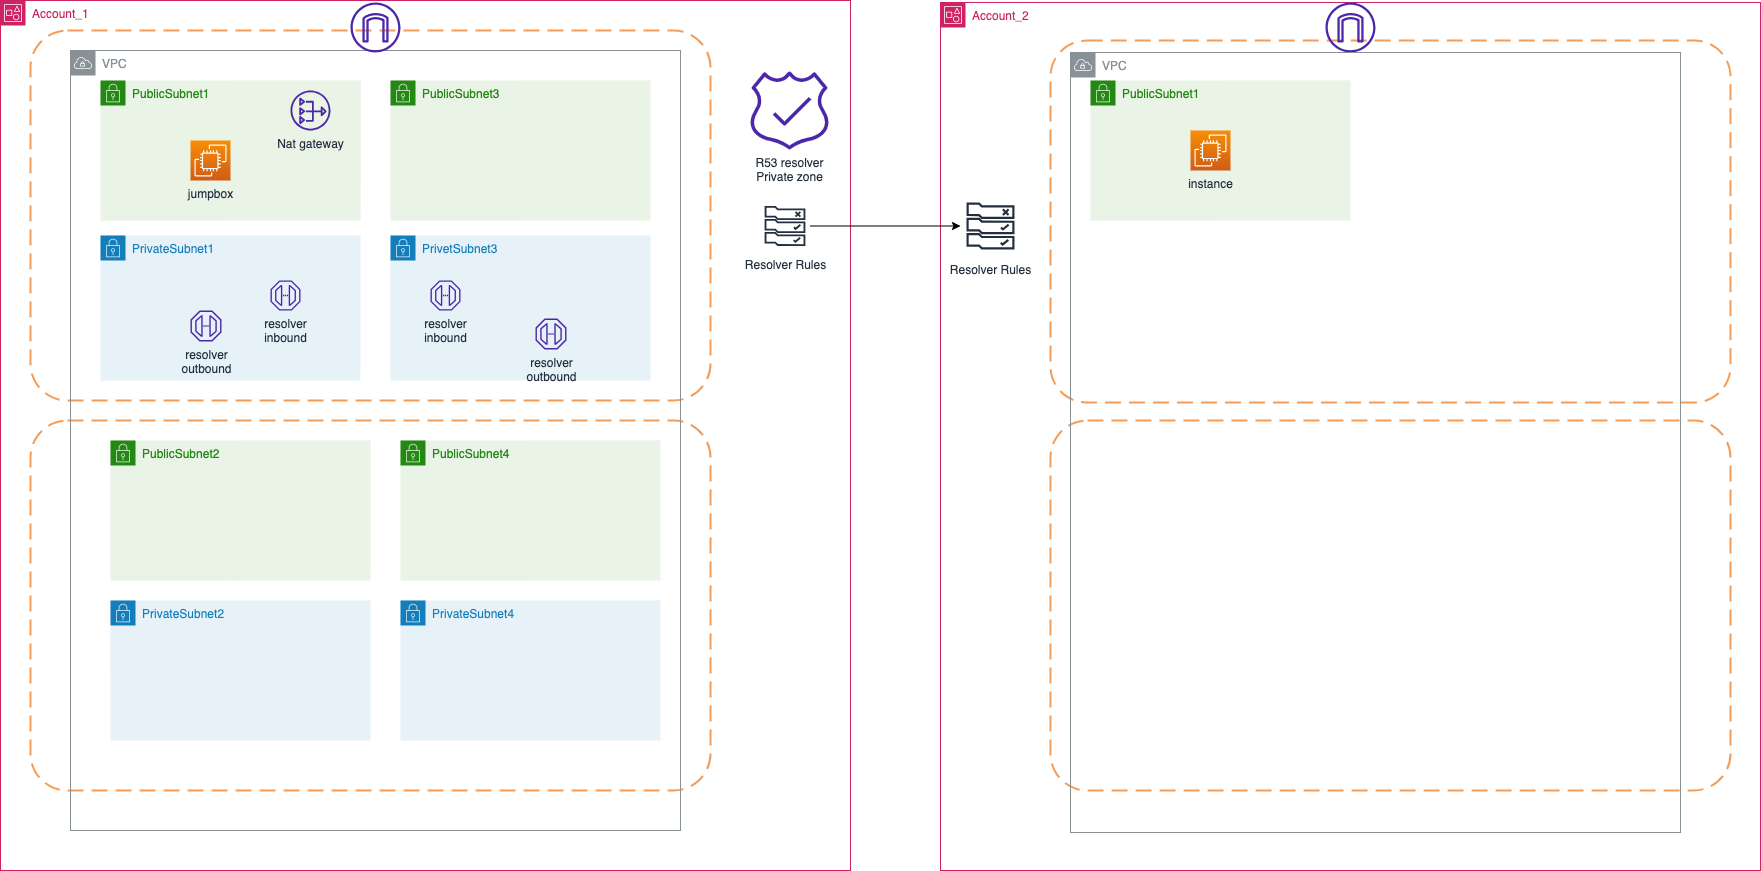 Account_1
VPC
PublicSubnet1
Nat gateway
jumpbox
PublicSubnet3
PrivateSubnet1
resolver
inbound
resolver
outbound
PrivetSubnet3
resolver
inbound
resolver
outbound
PublicSubnet2
PublicSubnet4
PrivateSubnet2
PrivateSubnet4
R53 resolver
Private zone
Resolver Rules
Account_2
Resolver Rules
VPC
PublicSubnet1
instance